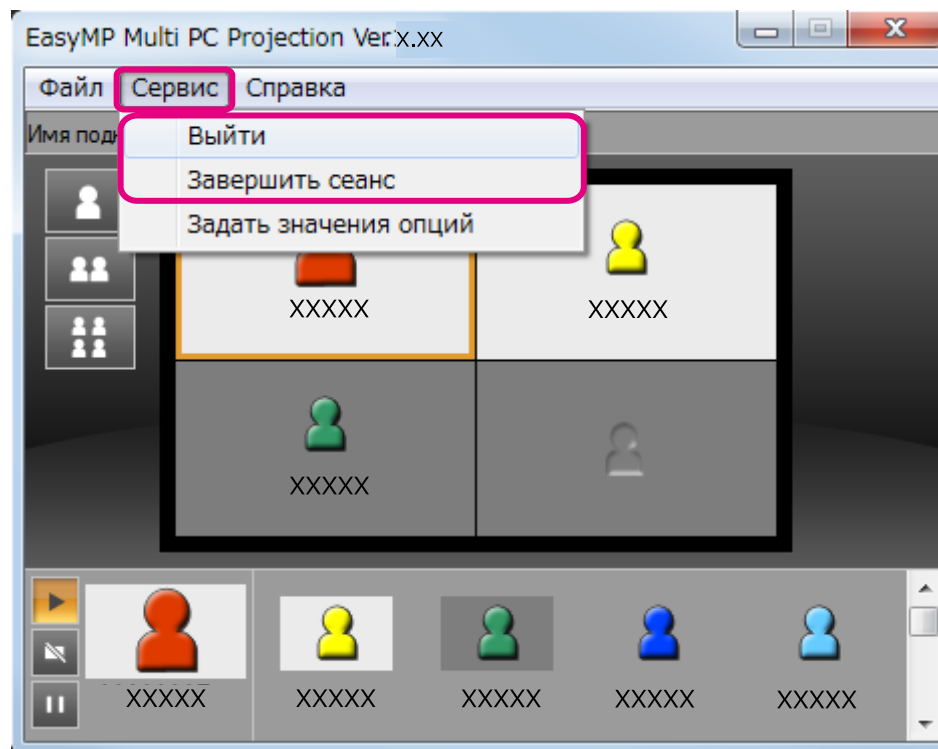 EasyMP Multi PC Projection Ver. X.XX
Файл Сервис Справка
Имя
Выйти
Завершить сеанс
Задать значения опций
XXXXX XXXXX
XXXXX
XXXXX XXXXX XXXXX XXXXX XXXXX